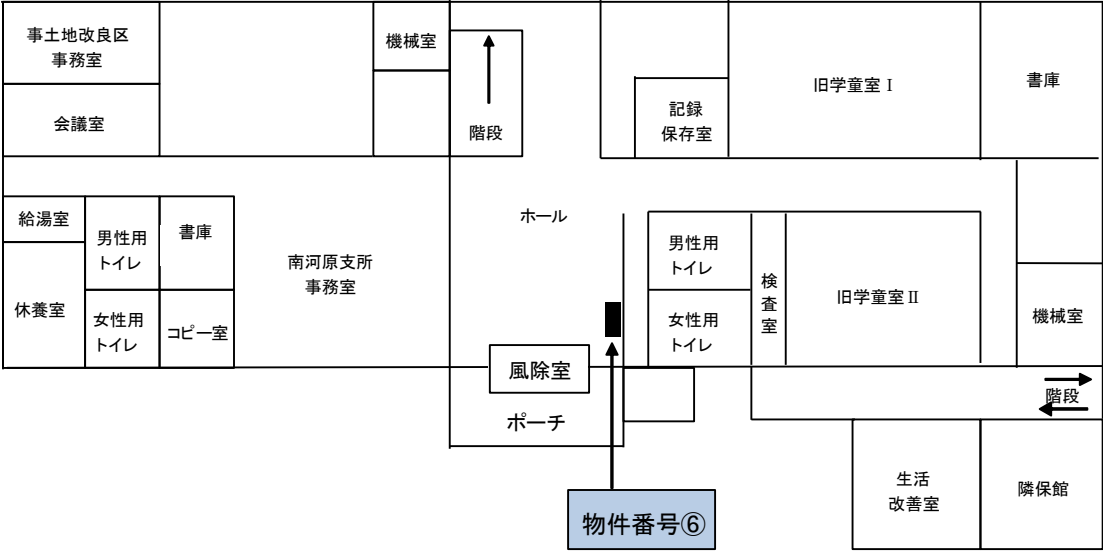 事土地改良区
事務室
機械室
旧学童室Ⅰ
書庫
会議室
階段
記録
保存室
給湯室
男性用
トイレ
書庫
ホール
男性用
トイレ
南河原支所
事務室
検
査
室
旧学童室Ⅱ
休養室
女性用
トイレ
コピー室
女性用
トイレ
機械室
風除室
階段
ポーチ
生活
改善室
隣保館
物件番号⑥